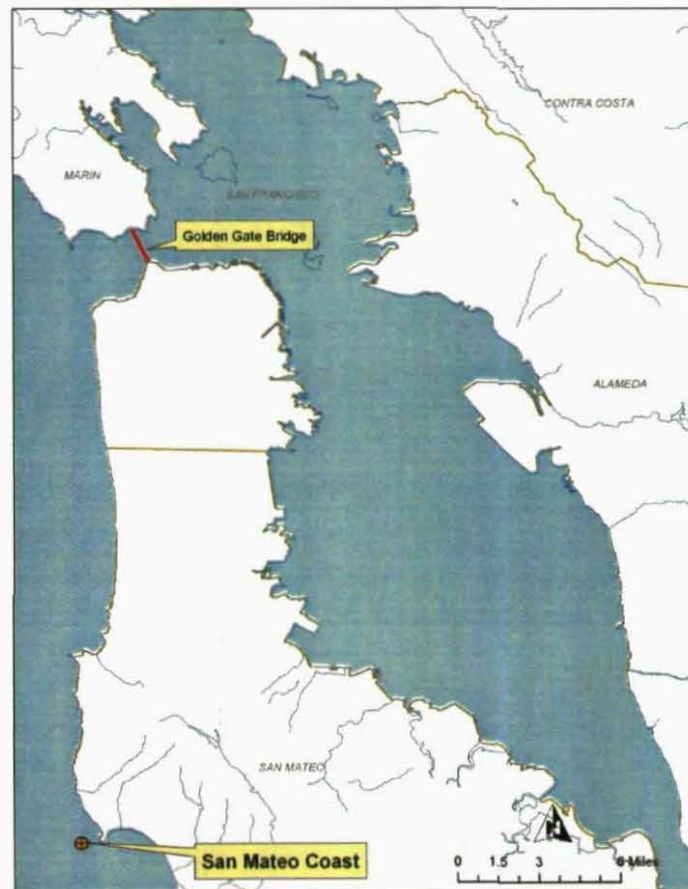 CONTRA COSTA
MARIN
SAN FRANCISCO
Golden Gate Bridge
ALAMEDA
SAN MATEO
N
San Mateo Coast
0 1.5 3 6 Miles